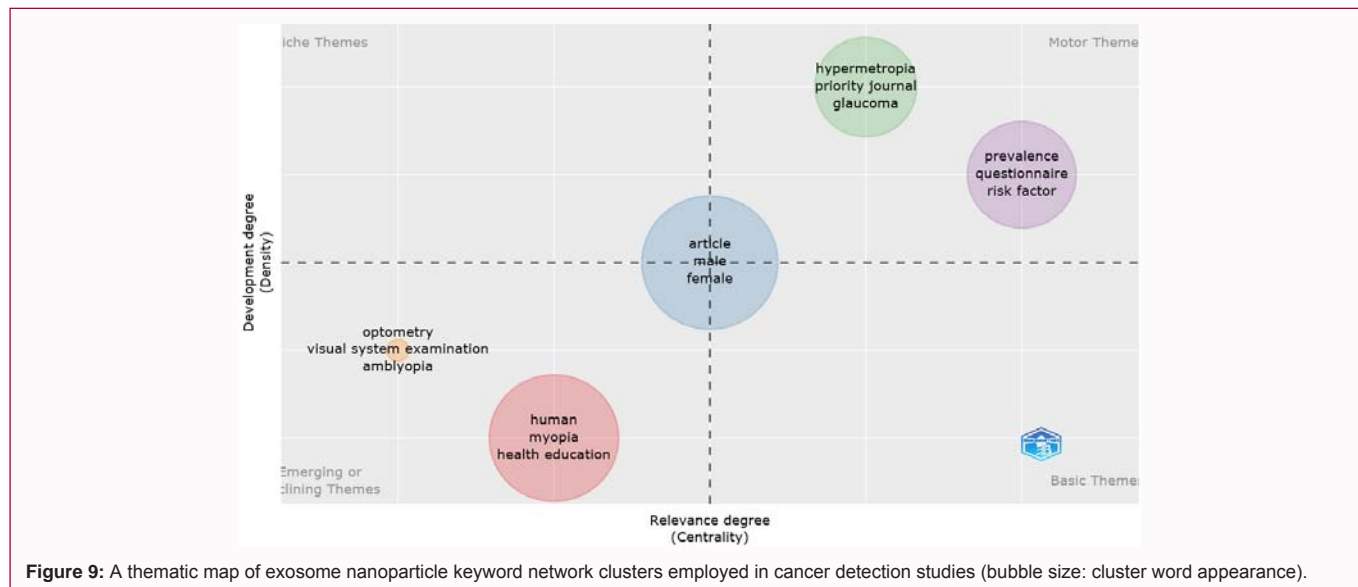 iche Themes
Motor Theme
hypermetropia
priority journal
glaucoma
prevalence
questionnaire
risk factor
article
male
female
Development degree
(Density)
optometry
visual system examination
amblyopia
human
myopia
health education
Emerging or
clining Themes
Basic Themes
Relevance degree
(Centrality)
Figure 9: A thematic map of exosome nanoparticle keyword network clusters employed in cancer detection studies (bubble size: cluster word appearance).